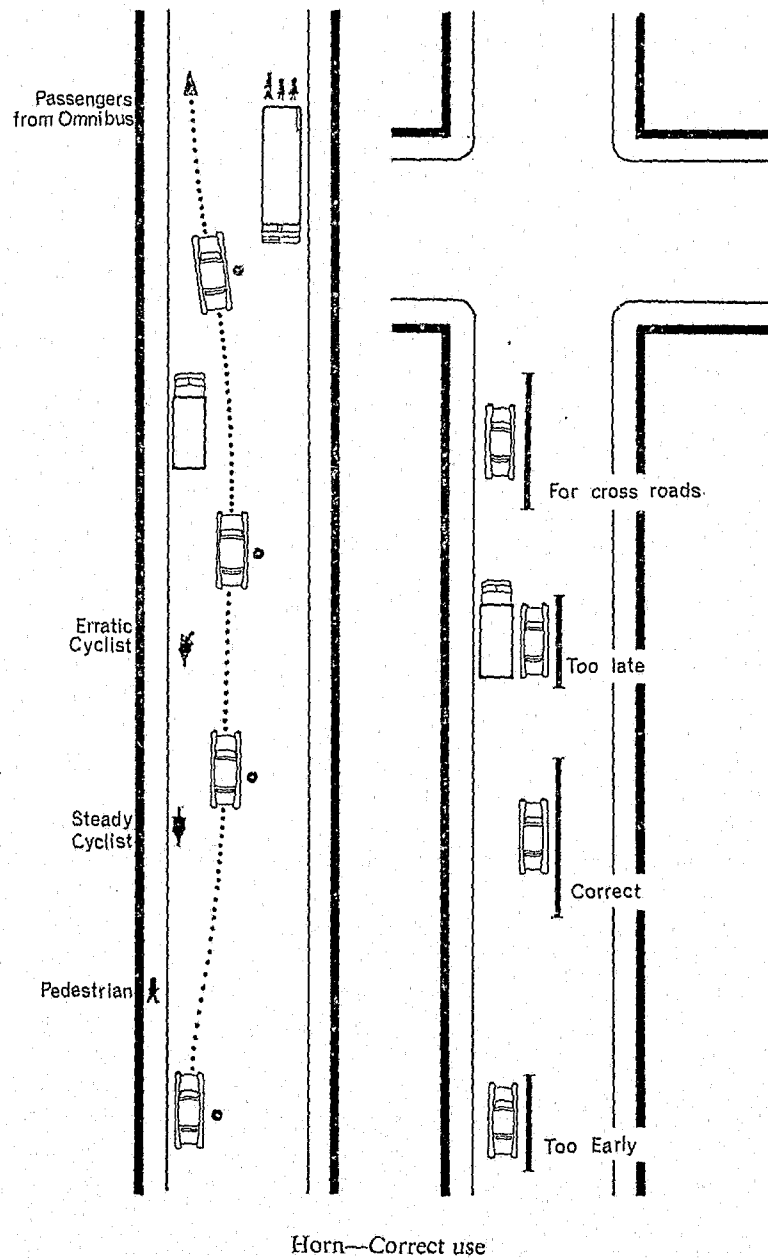 Passengers
from Omnibus
Erratic
Cyclist
Steady
Cyclist
Pedestrian
For cross roads
Too late
Correct
Too Early
Horn—Correct use